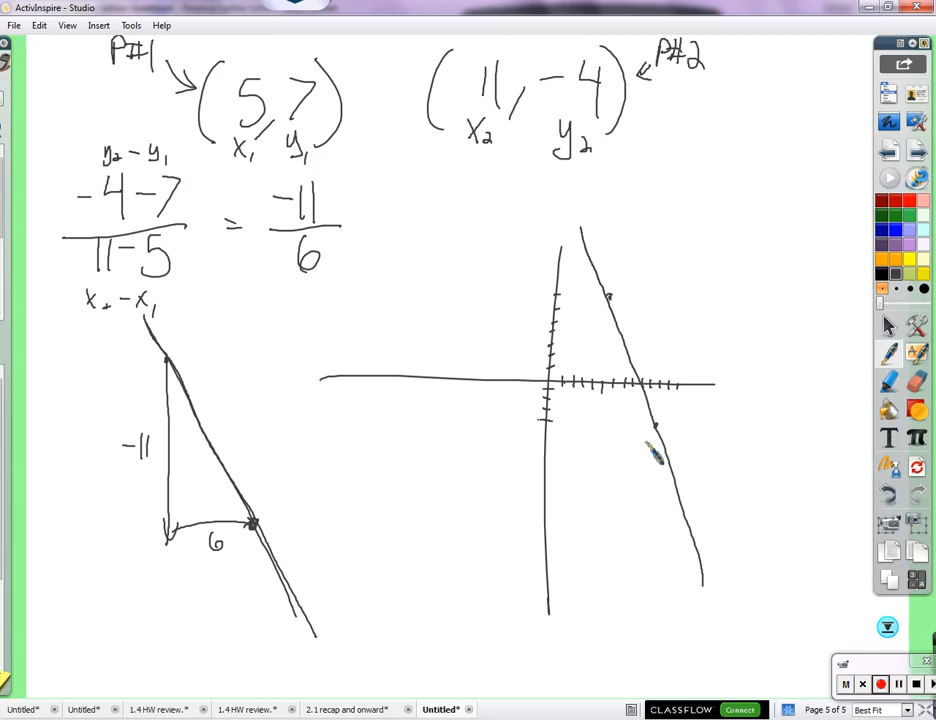 ActivInspire - Studio
File Edit View Insert Tools Help
P#1 (5, 7) (11, -4) P#2
x₁ y₁ x₂ y₂
y₂ - y₁
-4-7 = -11
11-5 6
x₂ - x₁
-11
6
M
Untitled* Untitled* 1.4 HW review.* 1.4 HW review.* 2.1 recap and onward* Untitled* CLASSFLOW Connect Page 5 of 5 Best Fit